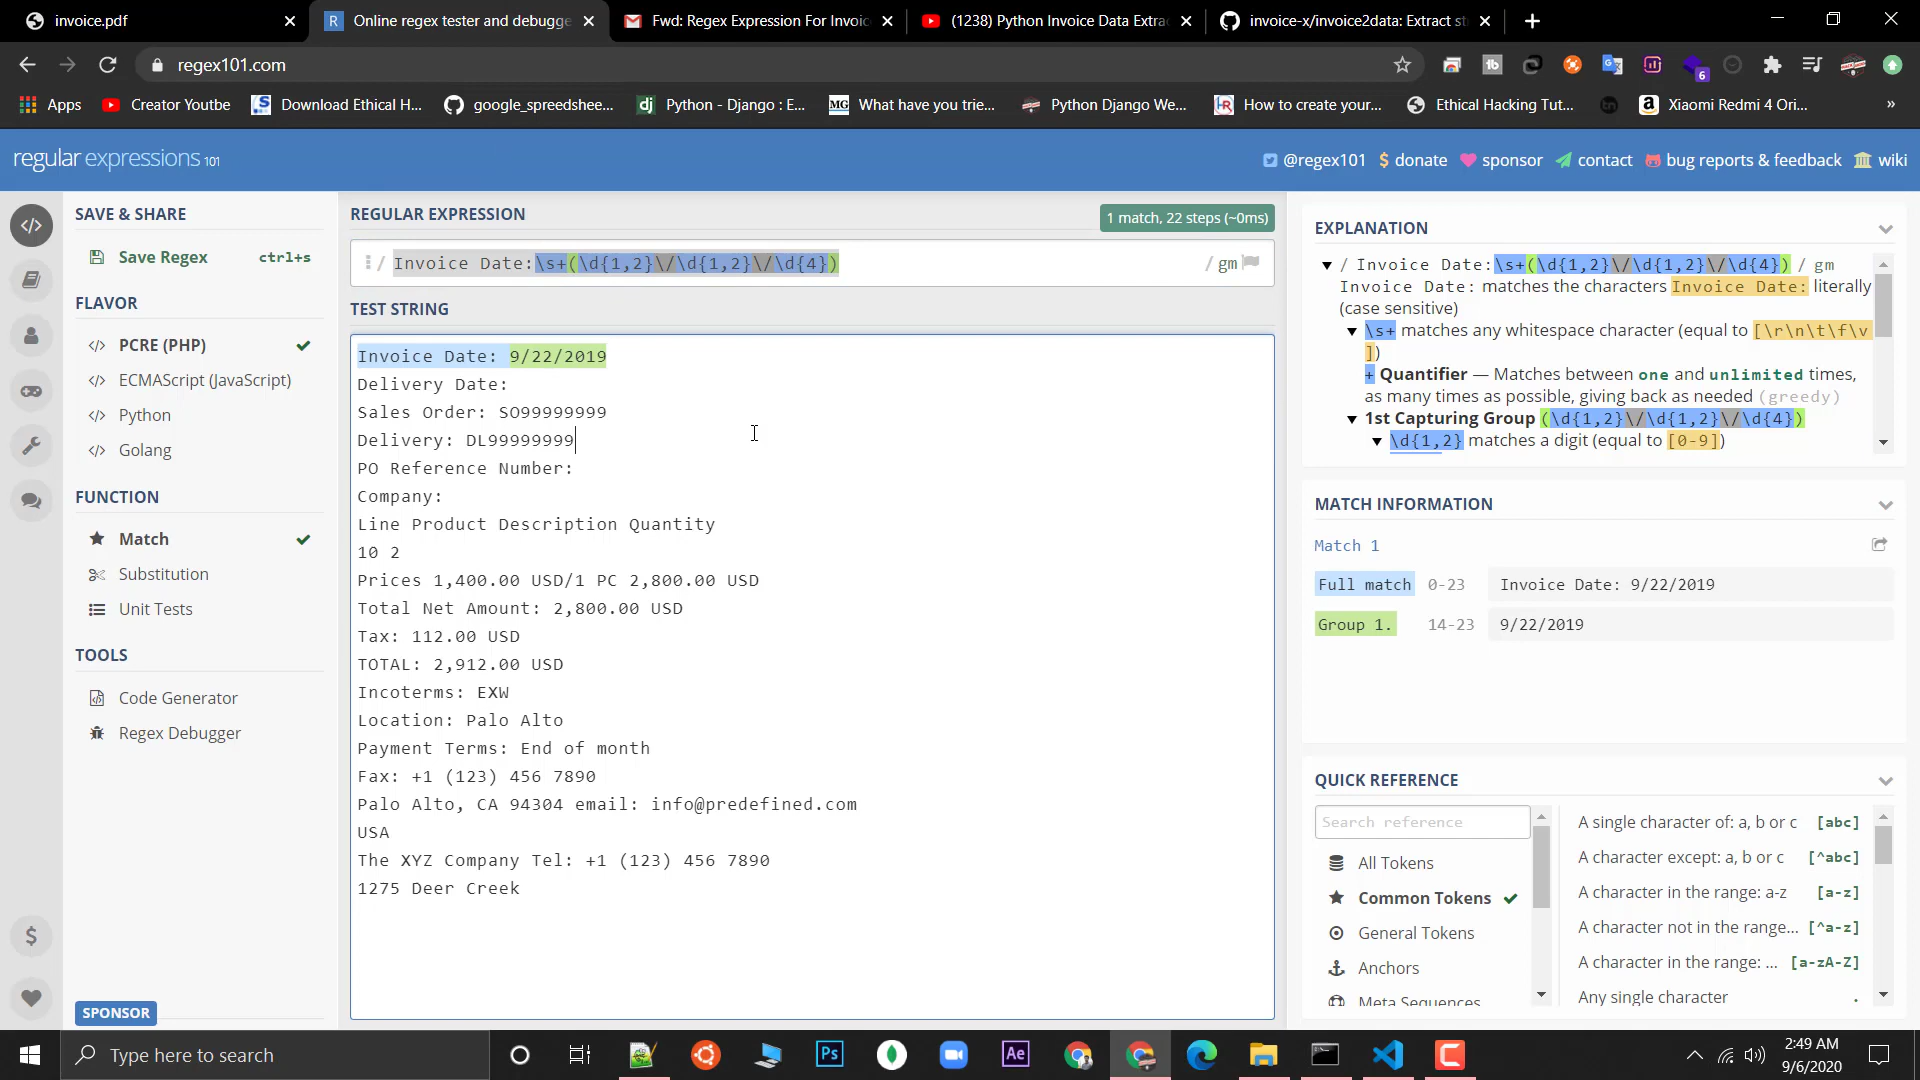 invoice.pdf
Online regex tester and debugge
Fwd: Regex Expression For Invoic
(1238) Python Invoice Data Extra
invoice-x/invoice2data: Extract st
regex101.com
6
Apps
Creator Youtbe
Download Ethical H...
google_spreedshee...
Python - Django : E...
What have you trie...
Python Django We...
How to create your...
Ethical Hacking Tut...
Xiaomi Redmi 4 Ori...
»
regular expressions 101
@regex101
$ donate
sponsor
contact
bug reports & feedback
wiki
SAVE & SHARE
Save Regex ctrl+s
FLAVOR
</> PCRE (PHP)
</> ECMAScript (JavaScript)
</> Python
</> Golang
FUNCTION
Match
Substitution
Unit Tests
TOOLS
Code Generator
Regex Debugger
SPONSOR
REGULAR EXPRESSION
1 match, 22 steps (~0ms)
/ Invoice Date:\s+(\d{1,2}\/\d{1,2}\/\d{4}) / gm
TEST STRING
Invoice Date: 9/22/2019
Delivery Date:
Sales Order: SO99999999
Delivery: DL99999999
PO Reference Number:
Company:
Line Product Description Quantity
10 2
Prices 1,400.00 USD/1 PC 2,800.00 USD
Total Net Amount: 2,800.00 USD
Tax: 112.00 USD
TOTAL: 2,912.00 USD
Incoterms: EXW
Location: Palo Alto
Payment Terms: End of month
Fax: +1 (123) 456 7890
Palo Alto, CA 94304 email: info@predefined.com
USA
The XYZ Company Tel: +1 (123) 456 7890
1275 Deer Creek
EXPLANATION
/ Invoice Date:\s+(\d{1,2}\/\d{1,2}\/\d{4}) / gm
Invoice Date: matches the characters Invoice Date: literally
(case sensitive)
\s+ matches any whitespace character (equal to [\r\n\t\f\v
])
+ Quantifier — Matches between one and unlimited times,
as many times as possible, giving back as needed (greedy)
1st Capturing Group (\d{1,2}\/\d{1,2}\/\d{4})
\d{1,2} matches a digit (equal to [0-9])
MATCH INFORMATION
Match 1
Full match 0-23 Invoice Date: 9/22/2019
Group 1. 14-23 9/22/2019
QUICK REFERENCE
Search reference
All Tokens
Common Tokens
General Tokens
Anchors
Meta Sequences
A single character of: a, b or c [abc]
A character except: a, b or c [^abc]
A character in the range: a-z [a-z]
A character not in the range... [^a-z]
A character in the range: ... [a-zA-Z]
Any single character .
Type here to search
Ps
Ae
2:49 AM
9/6/2020